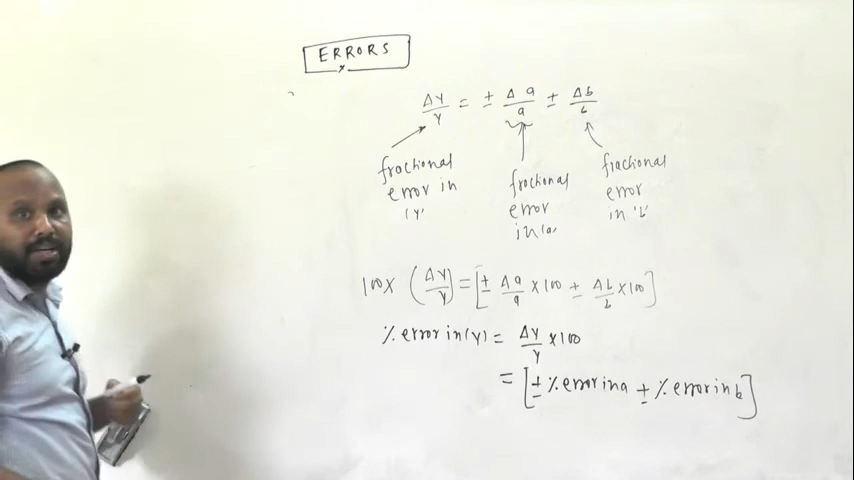 ERRORS
ΔY/Y = ± Δa/a ± Δb/b
fractional error in 'Y'
fractional error in 'a'
fractional error in 'b'
100 x (ΔY/Y) = [± Δa/a x 100 ± Δb/b x 100]
% error in (Y) = ΔY/Y x 100
= [± % error in a ± % error in b]